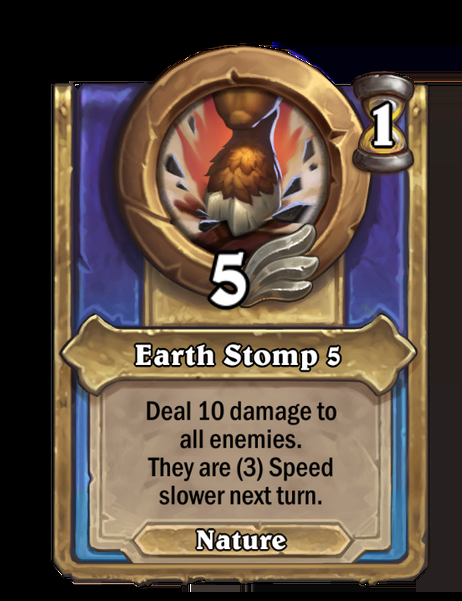 1
5
Earth Stomp 5
Deal 10 damage to
all enemies.
They are (3) Speed
slower next turn.
Nature